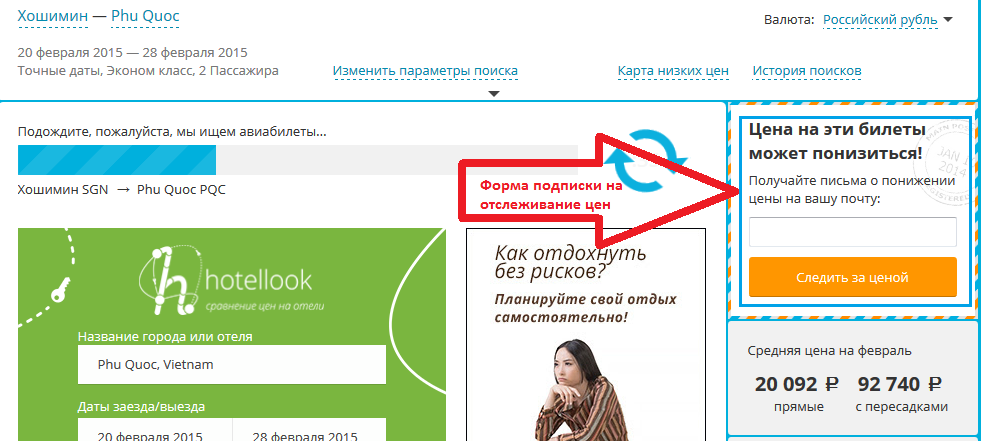 Хошимин — Phu Quoc
Валюта: Российский рубль
20 февраля 2015 — 28 февраля 2015
Точные даты, Эконом класс, 2 Пассажира
Изменить параметры поиска
Карта низких цен
История поисков
Подождите, пожалуйста, мы ищем авиабилеты...
Хошимин SGN → Phu Quoc PQC
Форма подписки на
отслеживание цен
Цена на эти билеты
может понизиться!
Получайте письма о понижении
цены на вашу почту:
Следить за ценой
JAN 1
2014
hotellook
сравнение цен на отели
Название города или отеля
Phu Quoc, Vietnam
Даты заезда/выезда
20 февраля 2015
28 февраля 2015
Как отдохнуть
без рисков?
Планируйте свой отдых
самостоятельно!
Средняя цена на февраль
20 092 ₽
прямые
92 740 ₽
с пересадками